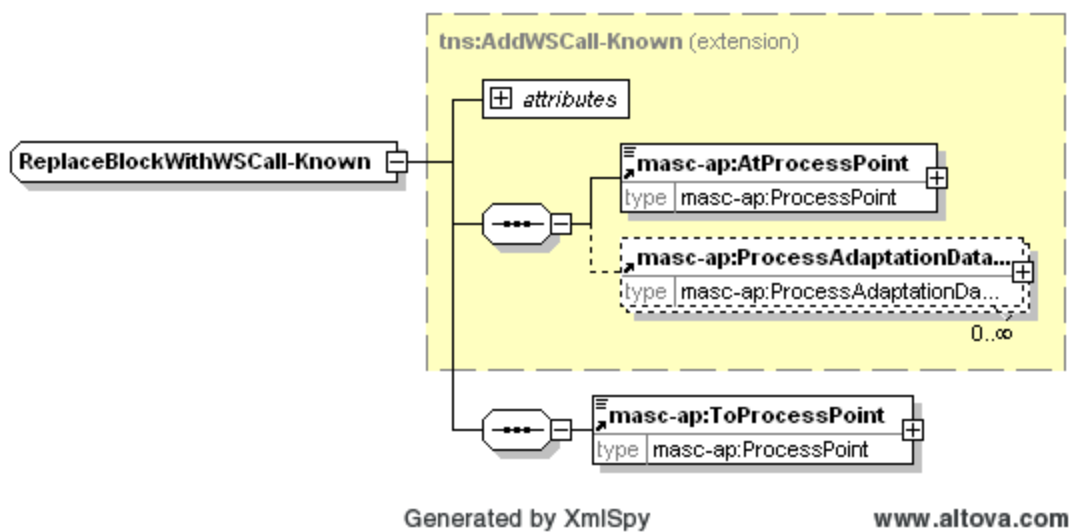 tns:AddWSCall-Known (extension)
attributes
ReplaceBlockWithWSCall-Known
masc-ap:AtProcessPoint
type masc-ap:ProcessPoint
masc-ap:ProcessAdaptationData...
type masc-ap:ProcessAdaptationDa...
0..∞
masc-ap:ToProcessPoint
type masc-ap:ProcessPoint
Generated by XmlSpy www.altova.com